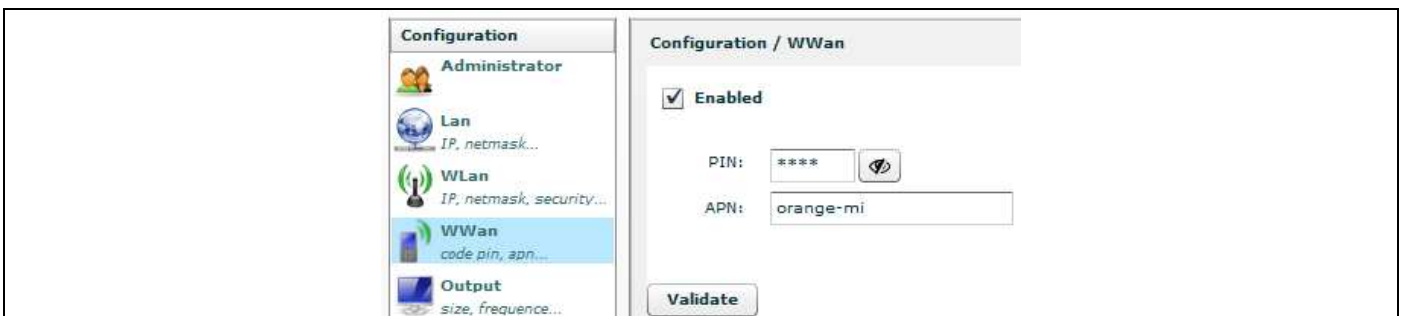 Configuration
Administrator
Lan
IP, netmask...
WLan
IP, netmask, security...
WWan
code pin, apn...
Output
size, frequence...
Configuration / WWan
Enabled
PIN: ****
APN: orange-mi
Validate